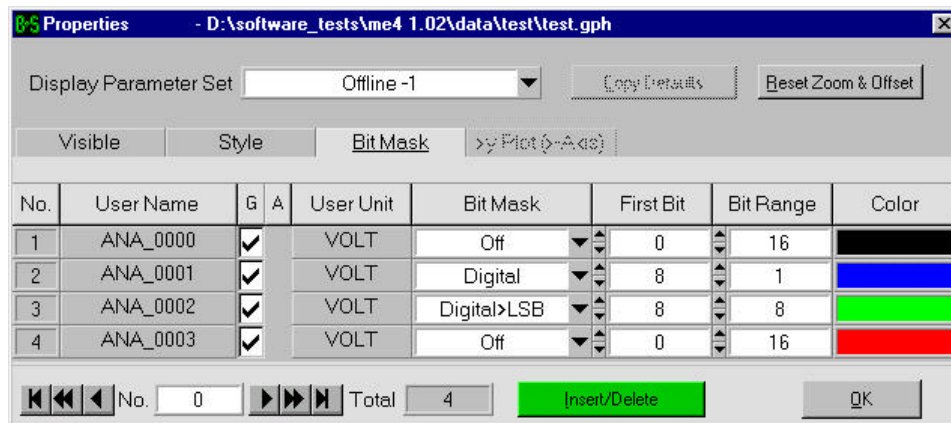 B&S Properties - D:\software_tests\me4 1.02\data\test\test.gph
Display Parameter Set Offline -1 Copy Defaults Reset Zoom & Offset
Visible Style Bit Mask xy Plot (x-Axis)
No. User Name G A User Unit Bit Mask First Bit Bit Range Color
1 ANA_0000 VOLT Off 0 16
2 ANA_0001 VOLT Digital 8 1
3 ANA_0002 VOLT Digital>LSB 8 8
4 ANA_0003 VOLT Off 0 16
No. 0 Total 4 Insert/Delete OK